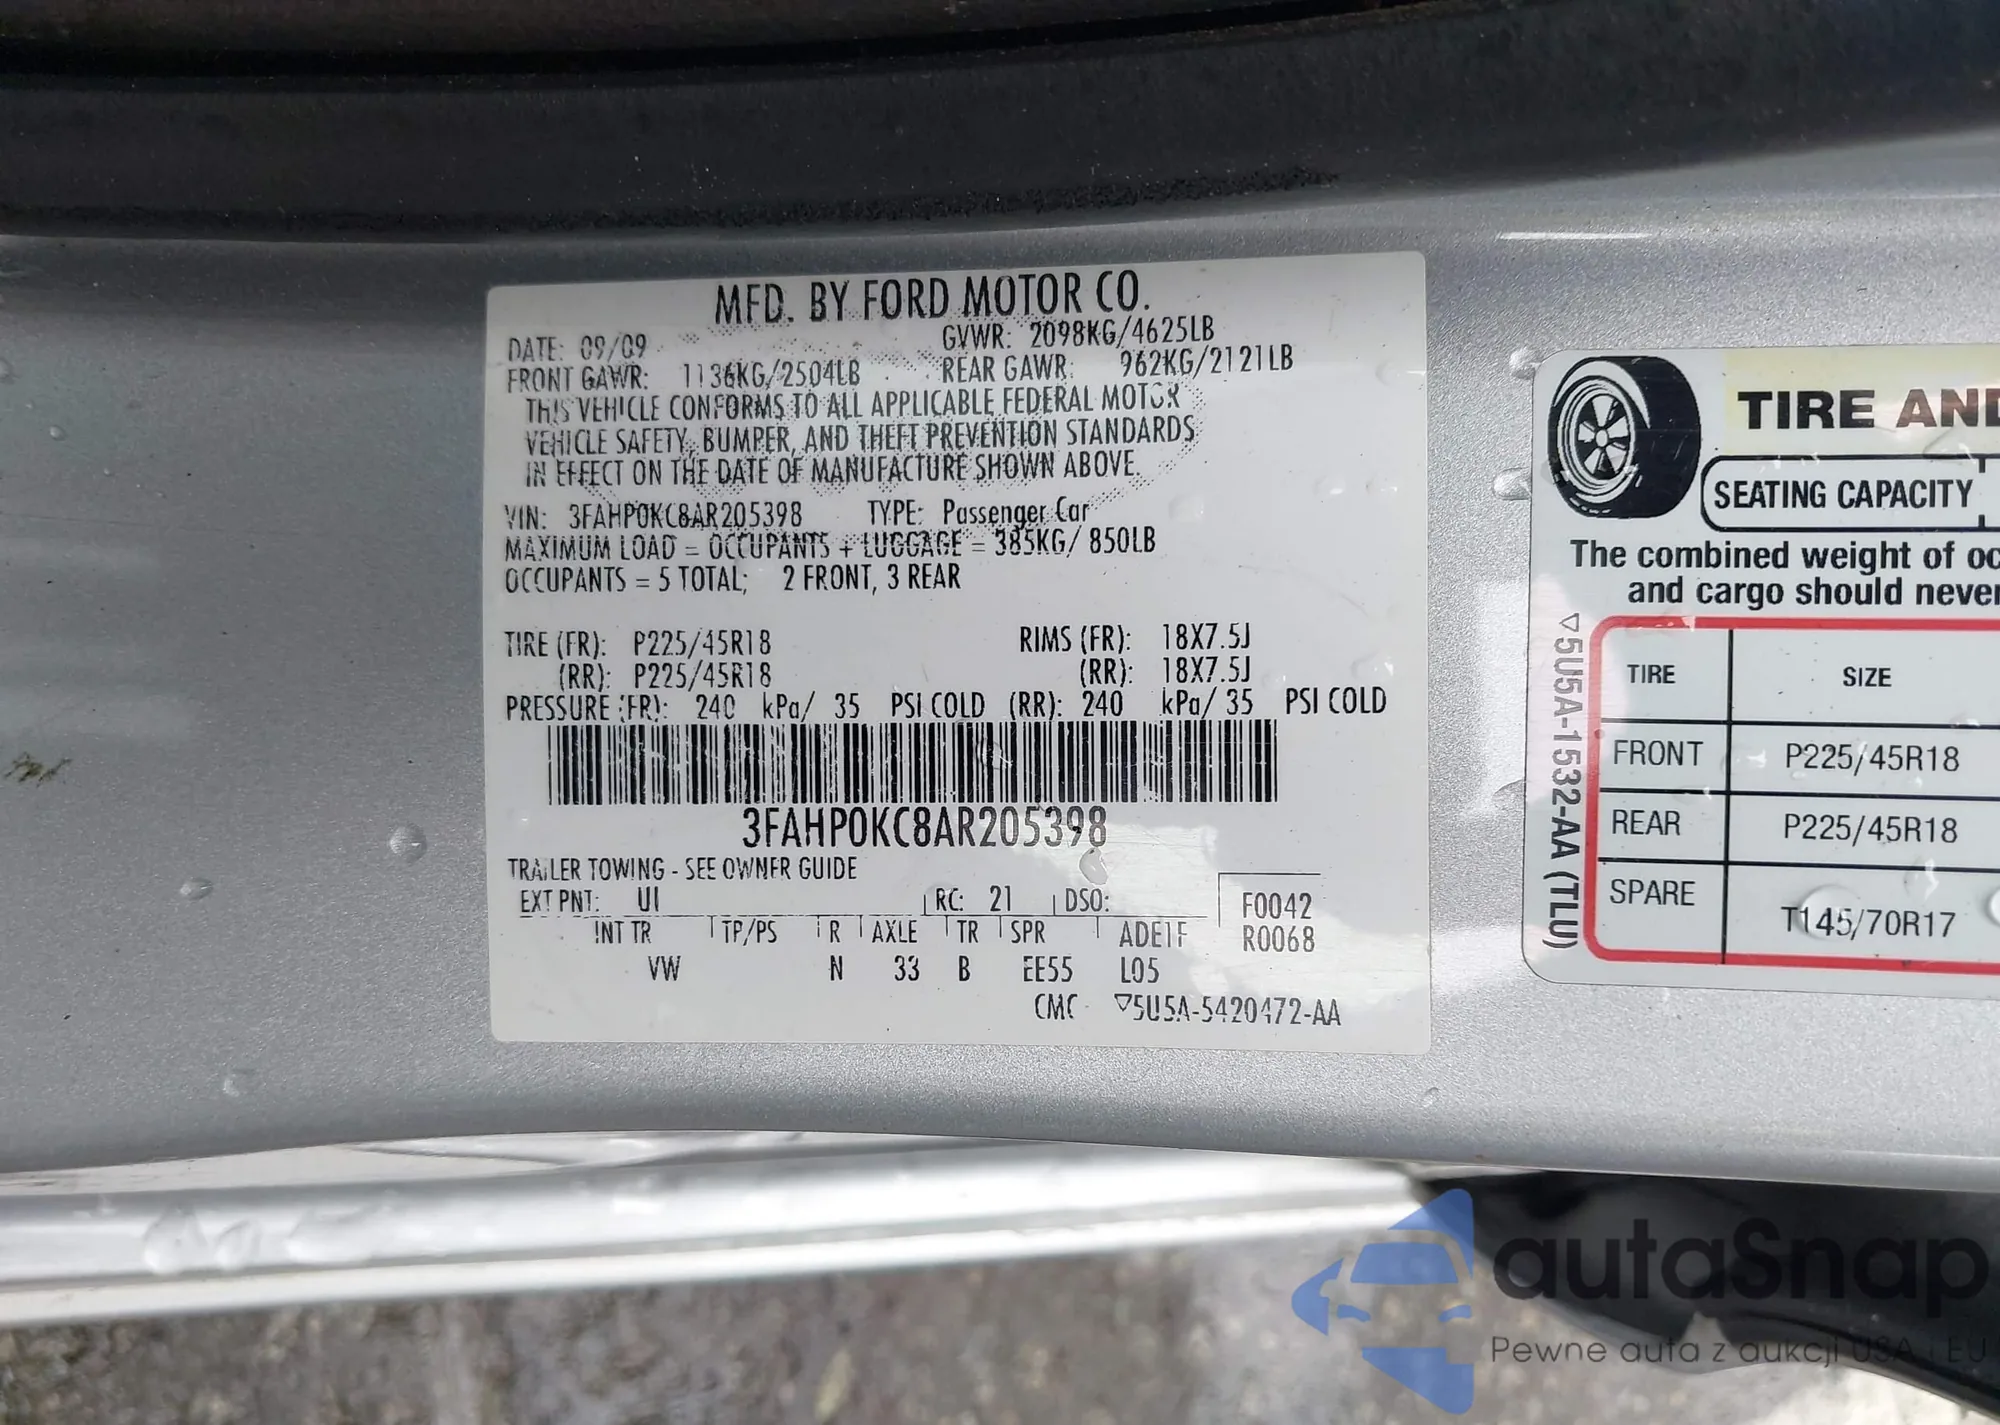 MFD. BY FORD MOTOR CO.
DATE: 09/09 GVWR: 2098KG/4625LB
FRONT GAWR: 1136KG/2504LB REAR GAWR: 962KG/2121LB
THIS VEHICLE CONFORMS TO ALL APPLICABLE FEDERAL MOTOR
VEHICLE SAFETY, BUMPER, AND THEFT PREVENTION STANDARDS
IN EFFECT ON THE DATE OF MANUFACTURE SHOWN ABOVE.
VIN: 3FAHP0KC8AR205398 TYPE: Passenger Car
MAXIMUM LOAD = OCCUPANTS + LUGGAGE = 385KG/ 850LB
OCCUPANTS = 5 TOTAL; 2 FRONT, 3 REAR
TIRE (FR): P225/45R18 RIMS (FR): 18X7.5J
(RR): P225/45R18 (RR): 18X7.5J
PRESSURE (FR): 240 kPa/ 35 PSI COLD (RR): 240 kPa/ 35 PSI COLD
3FAHP0KC8AR205398
TRAILER TOWING - SEE OWNER GUIDE
EXT PNT: UI RC: 21 DSO: F0042
INT TR TP/PS R AXLE TR SPR ADE1F R0068
VW N 33 B EE55 L05
CMC ▽5U5A-5420472-AA
TIRE AND
SEATING CAPACITY
The combined weight of oc
and cargo should never
▽5U5A-1532-AA (TLU)
TIRE SIZE
FRONT P225/45R18
REAR P225/45R18
SPARE T145/70R17
autaSnap
Pewne auta z aukcji USA i EU